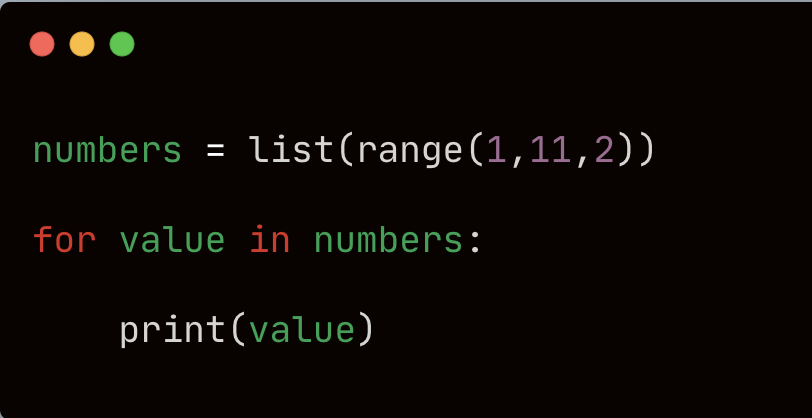 numbers = list(range(1,11,2))
for value in numbers:
    print(value)